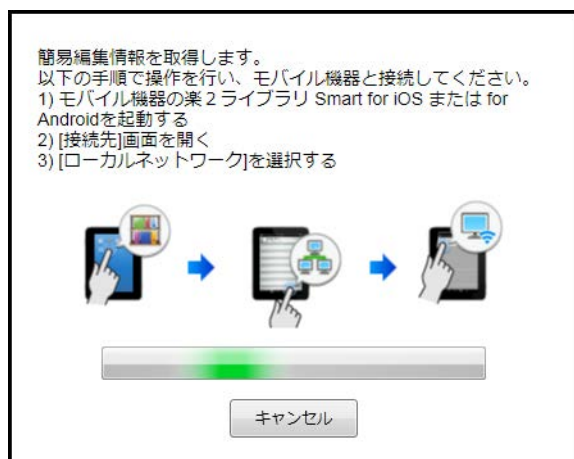 簡易編集情報を取得します。
以下の手順で操作を行い、モバイル機器と接続してください。
1) モバイル機器の楽２ライブラリ Smart for iOS または for
Androidを起動する
2) [接続先]画面を開く
3) [ローカルネットワーク]を選択する
キャンセル